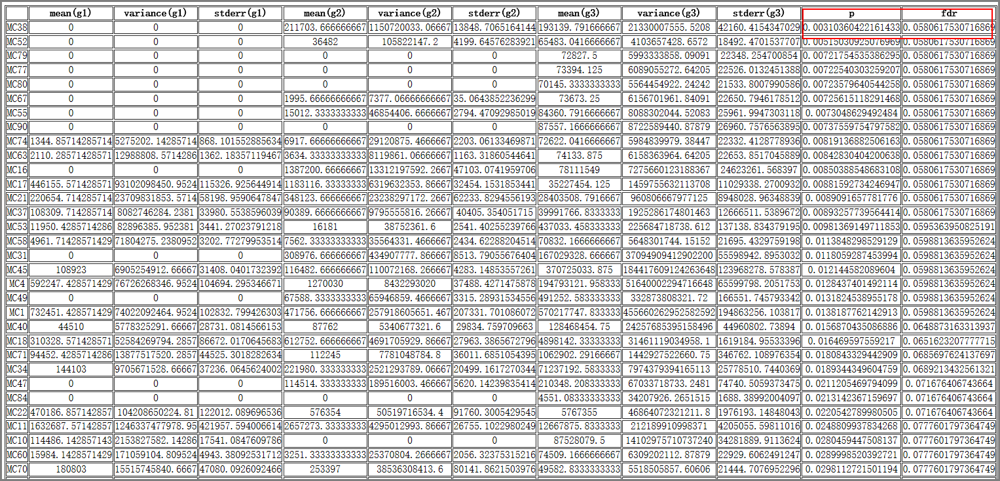 mean(g1) variance(g1) stderr(g1) mean(g2) variance(g2) stderr(g2) mean(g3) variance(g3) stderr(g3) p fdr
MC38 0 0 0 211703.666666667 1150720033.06667 13848.7065164144 193139.791666667 21330007555.5208 42160.4154347029 0.00310360422161433 0.0580617530716869
MC52 0 0 0 36482 105822147.2 4199.64576283921 65483.0416666667 4103657428.6572 18492.4701537707 0.00515030925076969 0.0580617530716869
MC79 0 0 0 0 0 0 72827.5 5993333858.09091 22348.254700854 0.00721754535386295 0.0580617530716869
MC77 0 0 0 0 0 0 73394.125 6089055272.64205 22526.0132451388 0.00722540303259207 0.0580617530716869
MC80 0 0 0 0 0 0 70145.3333333333 5564454922.24242 21533.8007990586 0.00723579640544258 0.0580617530716869
MC67 0 0 0 1995.66666666667 7377.06666666667 35.0643852236299 73673.25 6156701961.84091 22650.7946178512 0.00725615118291468 0.0580617530716869
MC55 0 0 0 15012.3333333333 46854406.6666667 2794.47092985019 84360.7916666667 8088302044.52083 25961.9947303118 0.0073048629492484 0.0580617530716869
MC90 0 0 0 0 0 0 87557.1666666667 8722589440.87879 26960.7576563895 0.00737559754797582 0.0580617530716869
MC74 1344.85714285714 5275202.14285714 868.101552885634 6917.66666666667 29120875.4666667 2203.06133469871 72622.0416666667 5984839979.38447 22332.4128778936 0.00819136882506163 0.0580617530716869
MC63 2110.28571428571 12988808.5714286 1362.18357119467 3634.33333333333 8119861.06666667 1163.31860544641 74133.875 6158363964.64205 22653.8517045889 0.00842830404200638 0.0580617530716869
MC16 0 0 0 1387200.66666667 13312197592.2667 47103.0741959706 78111549 7275660123188367 24623261.568397 0.00850388548683108 0.0580617530716869
MC17 446155.571428571 93102098450.9524 115326.925644914 1183116.33333333 6319632353.86667 32454.1531853441 35227454.125 1459755632113708 11029338.2700932 0.00881592734246947 0.0580617530716869
MC21 220654.714285714 23709831853.5714 58198.9590647847 348123.666666667 23238297172.2667 62233.8294556193 28403508.7916667 960806667977125 8948028.96348839 0.0089091657781776 0.0580617530716869
MC37 108309.714285714 8082746284.2381 33980.5538596039 90389.6666666667 9795555816.26667 40405.354051715 39991766.8333333 1925286174801463 12666511.5389672 0.00893257739564414 0.0580617530716869
MC53 11950.4285714286 82896385.952381 3441.27023791218 16181 38752361.6 2541.40255239766 437033.458333333 225684718738.612 137138.834379195 0.00981369149711853 0.0595363950825191
MC58 4961.71428571429 71804275.2380952 3202.77279953514 7562.33333333333 35564331.4666667 2434.62288204514 70832.1666666667 5648301744.15152 21695.4329759198 0.0113848298529129 0.0598813635952624
MC31 0 0 0 308976.666666667 434907777.866667 8513.79055676404 167029328.666667 37094909412902200 55598942.8953032 0.0118059287453994 0.0598813635952624
MC45 108923 6905254912.66667 31408.0401732392 116482.666666667 110072168.266667 4283.14853557261 370725033.875 184417609124263648 123968278.578387 0.012144582089604 0.0598813635952624
MC4 592247.428571429 76726268346.9524 104694.295346671 1270030 8432293020 37488.4271475878 194793121.958333 51640002294716648 65599798.2051753 0.0128437401492114 0.0598813635952624
MC49 0 0 0 67588.3333333333 65946859.4666667 3315.28931534556 491252.583333333 332873808321.72 166551.745793342 0.0131824538955178 0.0598813635952624
MC1 732451.428571429 74022092464.9524 102832.799426303 471756.666666667 257918605651.467 207331.701086072 570217747.833333 455660262952582592 194863256.103817 0.0138187762142913 0.0598813635952624
MC40 44510 5778325291.66667 28731.0814566153 87762 5340677321.6 29834.759709663 128468454.75 24257685395158496 44960802.73894 0.0156870435086886 0.0648873163313937
MC18 310328.571428571 52584269794.2857 86672.0170645683 612752.666666667 4691705929.86667 27963.3865672796 4898142.33333333 31461119034958.1 1619184.95533396 0.016469597559217 0.0651623207777715
MC71 94452.4285714286 13877517520.2857 44525.3018282634 112245 7781048784.8 36011.6851054395 1062902.29166667 1442927522660.75 346762.108976354 0.0180843329442909 0.0685697624137697
MC34 144103 9705671528.66667 37236.0645624002 221980.333333333 2521293789.06667 20499.1617270344 71237192.5833333 7974379394165113 25778510.7440369 0.0189344349604759 0.0689213432561321
MC47 0 0 0 114514.333333333 189516003.466667 5620.14239835414 210348.208333333 67033718733.2481 74740.5059373475 0.0211205469794099 0.071676406743664
MC84 0 0 0 0 0 0 4551.08333333333 34207926.2651515 1688.38992004097 0.0213142367159697 0.071676406743664
MC22 470186.857142857 104208650224.81 122012.089696536 576354 50519716534.4 91760.3005429545 5767355 46864072321211.8 1976193.14848043 0.0220542789980505 0.071676406743664
MC11 1632687.57142857 1246337477978.95 421957.594006614 2657273.33333333 4295012993.86667 26755.1022980249 12667875.8333333 212189910998371 4205055.59811016 0.0248809937834268 0.0777601797364749
MC10 114486.142857143 2153827582.14286 17541.0847609786 0 0 0 87528079.5 14102975710737240 34281889.9113624 0.0280459447508137 0.0777601797364749
MC60 15984.1428571429 171059104.809524 4943.38092531712 3251.33333333333 25370804.2666667 2056.32375315216 74509.1666666667 6309202112.87879 22929.6062491247 0.0289998520392721 0.0777601797364749
MC70 180803 15515745840.6667 47080.0926092466 253397 38536308413.6 80141.8621503976 49582.8333333333 5518505857.60606 21444.7076952296 0.0298112721501194 0.0777601797364749